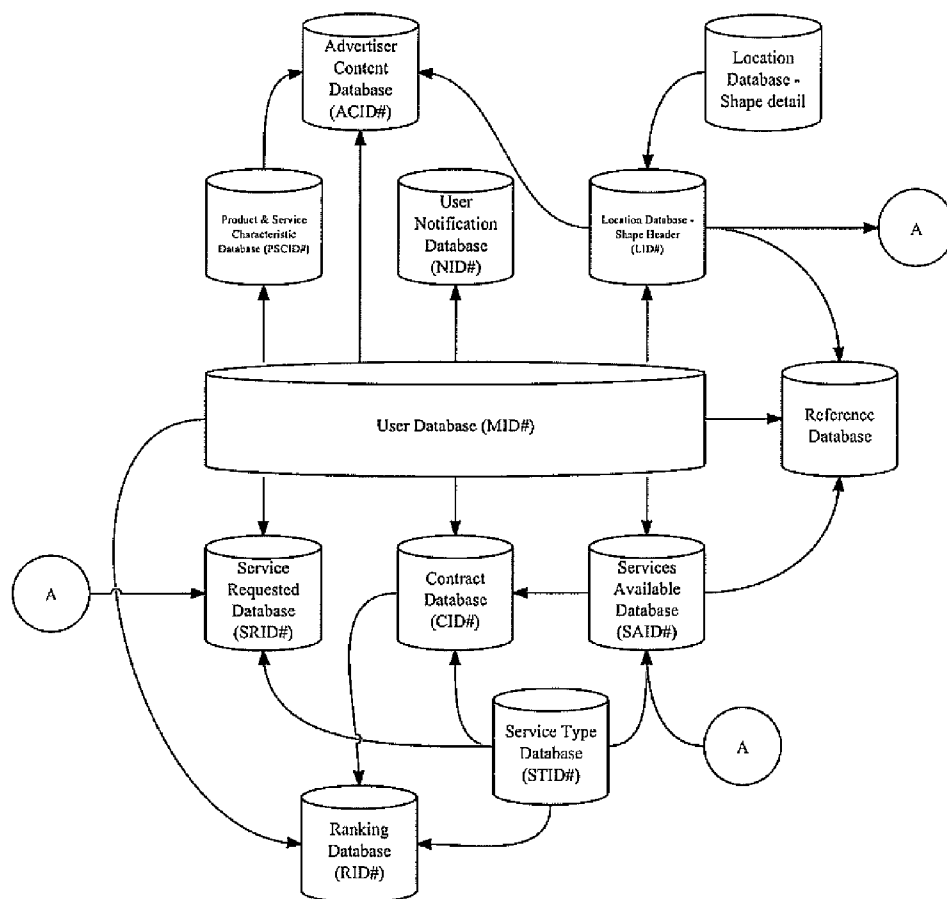 Advertiser
Content
Database
(ACID#)
Location
Database -
Shape detail
Product & Service
Characteristic
Database (PSCID#)
User
Notification
Database
(NID#)
Location Database -
Shape Header
(LID#)
A
User Database (MID#)
Reference
Database
A
Service
Requested
Database
(SRID#)
Contract
Database
(CID#)
Services
Available
Database
(SAID#)
Service Type
Database
(STID#)
A
Ranking
Database
(RID#)